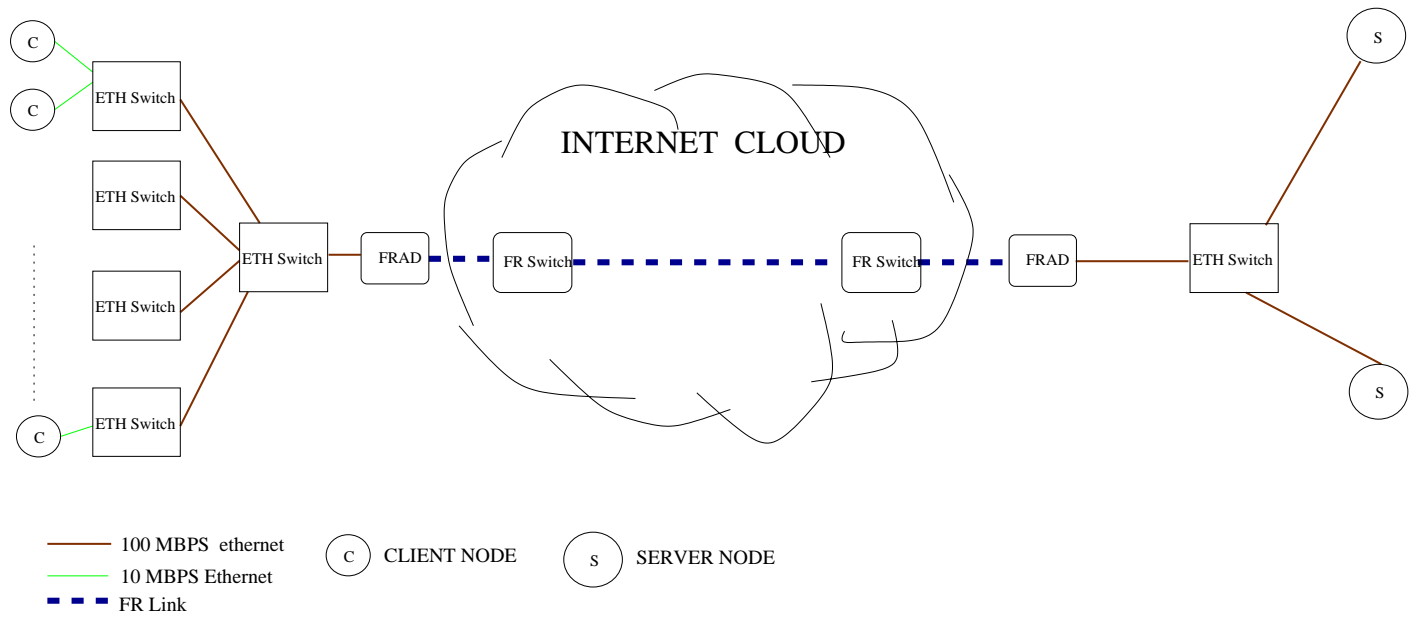 C
S
C
ETH Switch
INTERNET CLOUD
ETH Switch
ETH Switch
FRAD
FR Switch
FR Switch
FRAD
ETH Switch
ETH Switch
ETH Switch
C
S
100 MBPS ethernet
10 MBPS Ethernet
FR Link
C
CLIENT NODE
S
SERVER NODE